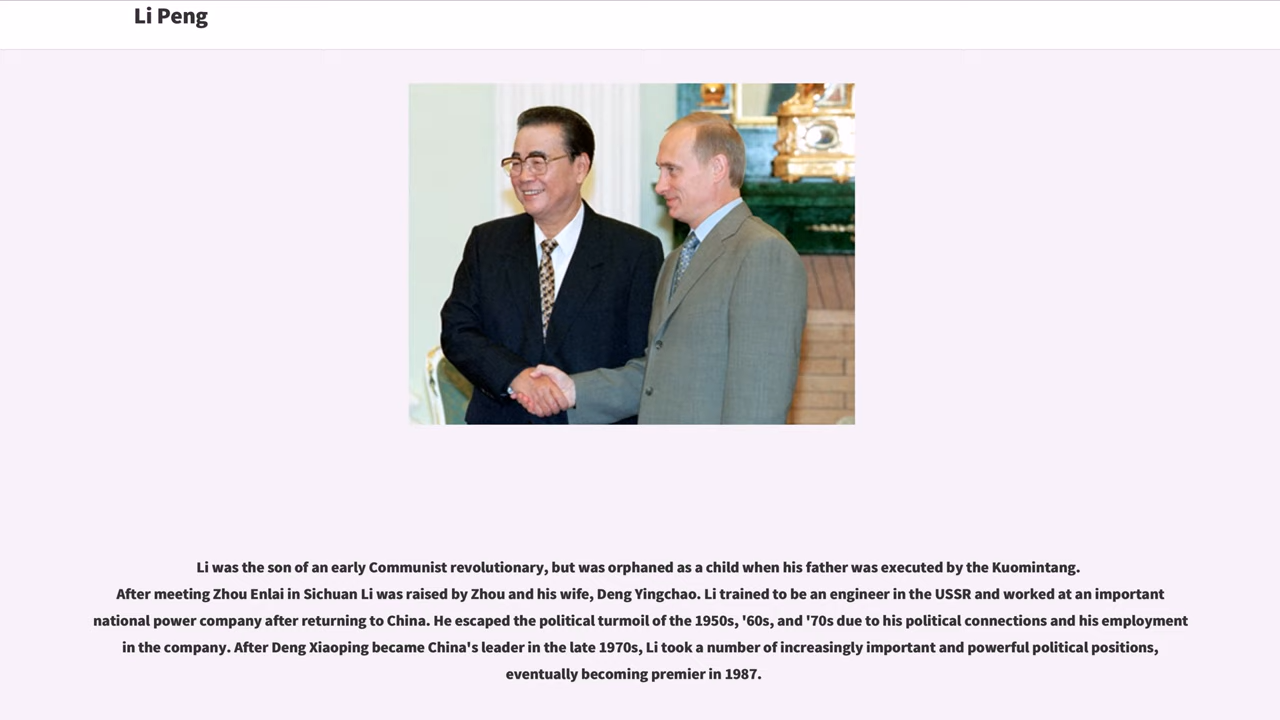 Li Peng
Li was the son of an early Communist revolutionary, but was orphaned as a child when his father was executed by the Kuomintang.
After meeting Zhou Enlai in Sichuan Li was raised by Zhou and his wife, Deng Yingchao. Li trained to be an engineer in the USSR and worked at an important
national power company after returning to China. He escaped the political turmoil of the 1950s, '60s, and '70s due to his political connections and his employment
in the company. After Deng Xiaoping became China's leader in the late 1970s, Li took a number of increasingly important and powerful political positions,
eventually becoming premier in 1987.